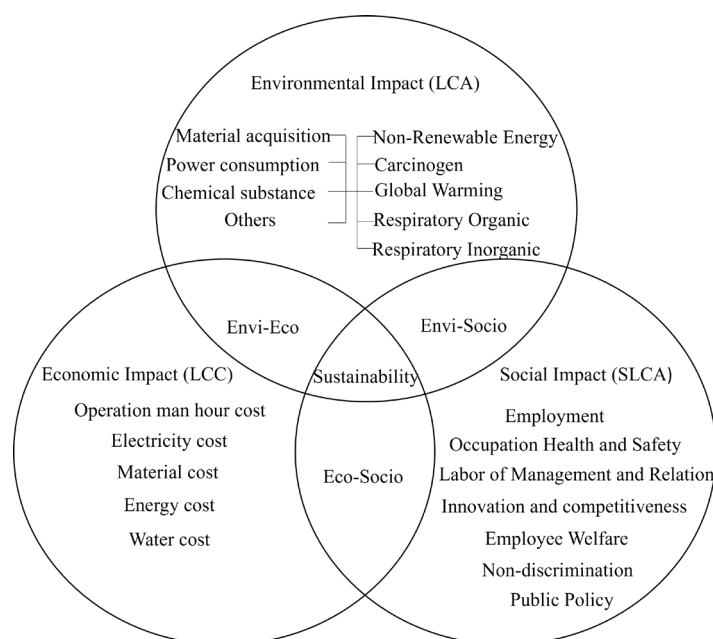 Environmental Impact (LCA)
Material acquisition
Power consumption
Chemical substance
Others
Non-Renewable Energy
Carcinogen
Global Warming
Respiratory Organic
Respiratory Inorganic
Envi-Eco
Envi-Socio
Sustainability
Economic Impact (LCC)
Operation man hour cost
Electricity cost
Material cost
Energy cost
Water cost
Eco-Socio
Social Impact (SLCA)
Employment
Occupation Health and Safety
Labor of Management and Relation
Innovation and competitiveness
Employee Welfare
Non-discrimination
Public Policy